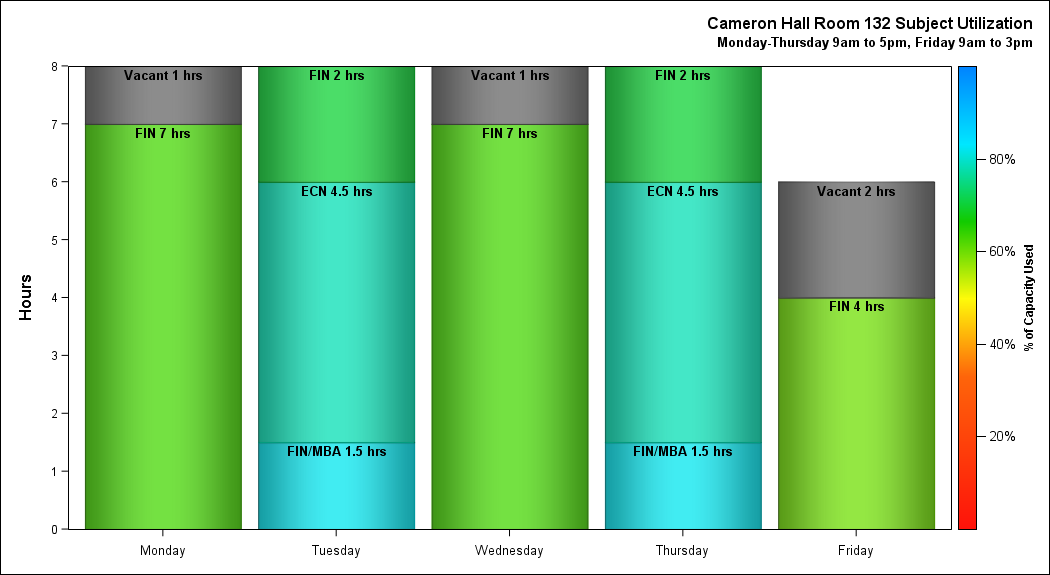 Cameron Hall Room 132 Subject Utilization
Monday-Thursday 9am to 5pm, Friday 9am to 3pm
Hours
8
7
6
5
4
3
2
1
0
Vacant 1 hrs
FIN 7 hrs
FIN 2 hrs
ECN 4.5 hrs
FIN/MBA 1.5 hrs
Vacant 1 hrs
FIN 7 hrs
FIN 2 hrs
ECN 4.5 hrs
FIN/MBA 1.5 hrs
Vacant 2 hrs
FIN 4 hrs
Monday
Tuesday
Wednesday
Thursday
Friday
80%
60%
40%
20%
% of Capacity Used